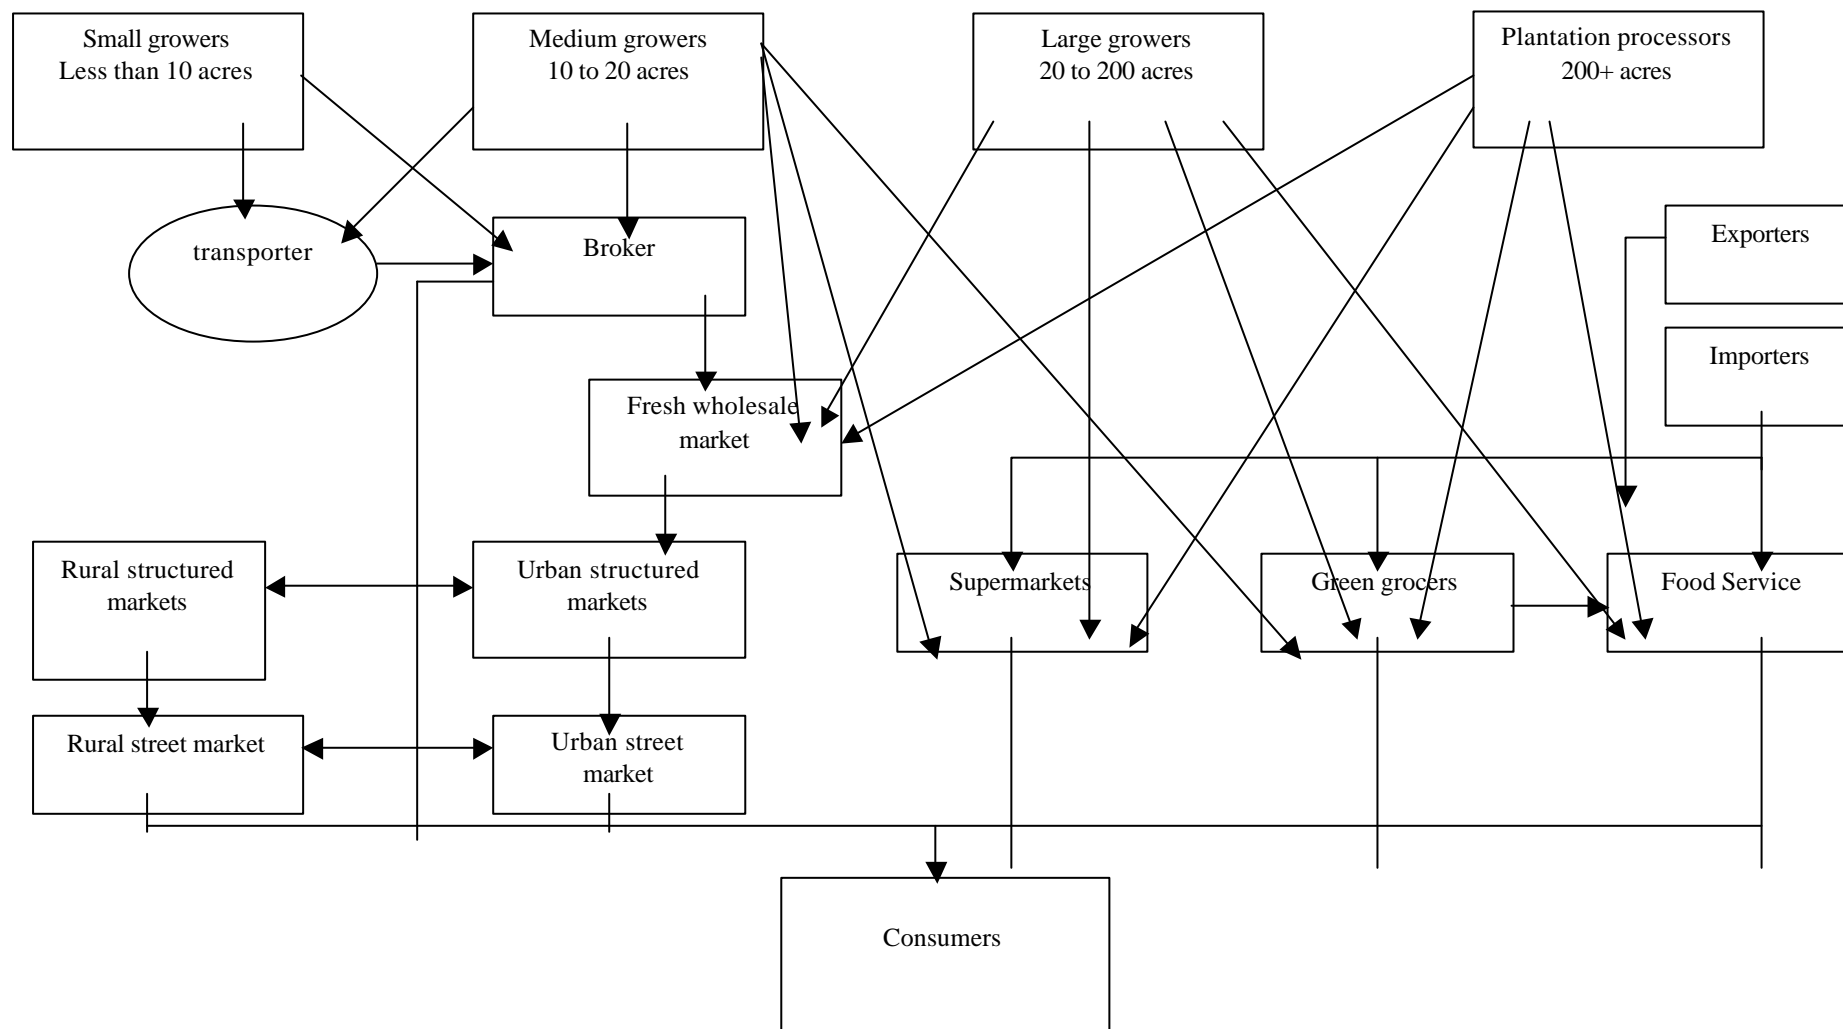 Small growers
Less than 10 acres
Medium growers
10 to 20 acres
Large growers
20 to 200 acres
Plantation processors
200+ acres
transporter
Broker
Exporters
Importers
Fresh wholesale
market
Rural structured
markets
Urban structured
markets
Supermarkets
Green grocers
Food Service
Rural street market
Urban street
market
Consumers